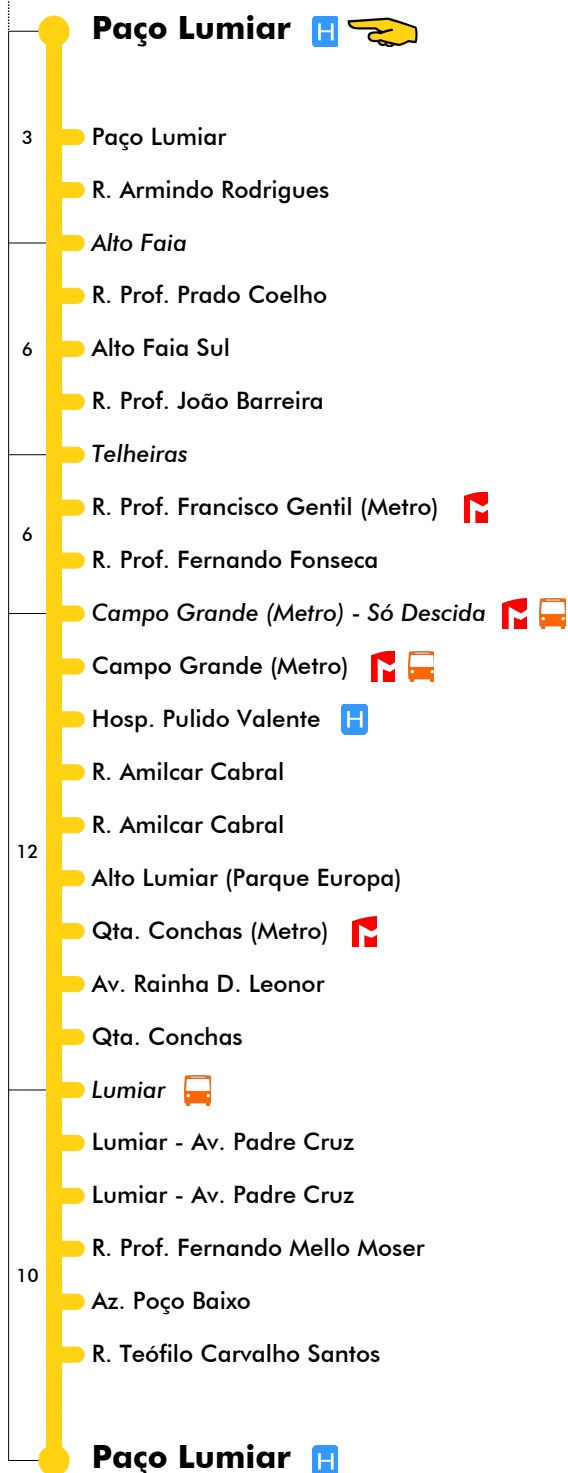 Paço Lumiar H
3 Paço Lumiar
R. Armindo Rodrigues
Alto Faia
R. Prof. Prado Coelho
6 Alto Faia Sul
R. Prof. João Barreira
Telheiras
R. Prof. Francisco Gentil (Metro)
6
R. Prof. Fernando Fonseca
Campo Grande (Metro) - Só Descida
Campo Grande (Metro)
Hosp. Pulido Valente H
R. Amilcar Cabral
R. Amilcar Cabral
12
Alto Lumiar (Parque Europa)
Qta. Conchas (Metro)
Av. Rainha D. Leonor
Qta. Conchas
Lumiar
Lumiar - Av. Padre Cruz
Lumiar - Av. Padre Cruz
R. Prof. Fernando Mello Moser
10
Az. Poço Baixo
R. Teófilo Carvalho Santos
Paço Lumiar H